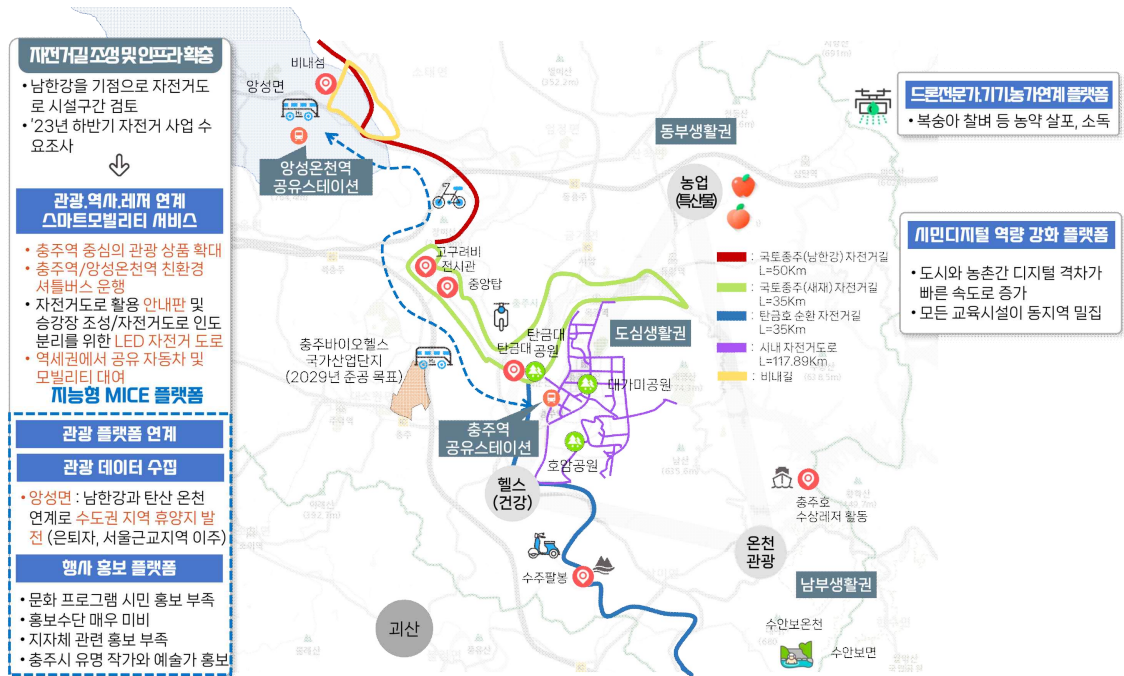 자전거길 조성 및 인프라 확충
• 남한강을 기점으로 자전거도
로 시설구간 검토
• '23년 하반기 자전거 사업 수
요조사
관광.역사.레저 연계
스마트모빌리티 서비스
• 충주역 중심의 관광 상품 확대
• 충주역/앙성온천역 친환경
셔틀버스 운행
• 자전거도로 활용 안내판 및
승강장 조성/자전거도로 인도
분리를 위한 LED 자전거 도로
• 역세권에서 공유 자동차 및
모빌리티 대여
지능형 MICE 플랫폼
관광 플랫폼 연계
관광 데이터 수집
• 앙성면 : 남한강과 탄산 온천
연계로 수도권 지역 휴양지 발
전 (은퇴자, 서울근교지역 이주)
행사 홍보 플랫폼
• 문화 프로그램 시민 홍보 부족
• 홍보수단 매우 미비
• 지자체 관련 홍보 부족
• 충주시 유명 작가와 예술가 홍보
비내섬
앙성면
앙성온천역
공유스테이션
고구려비
전시관
중앙탑
충주바이오헬스
국가산업단지
(2029년 준공 목표)
탄금대
탄금대
공원
도심생활권
대가미공원
충주역
공유스테이션
호암공원
헬스
(건강)
수주팔봉
괴산
동부생활권
농업
(특산물)
: 국토종주(남한강) 자전거길
L=50Km
: 국토종주(새재) 자전거길
L=35Km
: 탄금호 순환 자전거길
L=35Km
: 시내 자전거도로
L=117.89Km
: 비내길
충주호
수상레저 활동
온천
관광
남부생활권
수안보온천
수안보면
드론전문가.기기.농가연계 플랫폼
• 복숭아 찰벼 등 농약 살포, 소독
시민디지털 역량 강화 플랫폼
• 도시와 농촌간 디지털 격차가
빠른 속도로 증가
• 모든 교육시설이 동지역 밀집